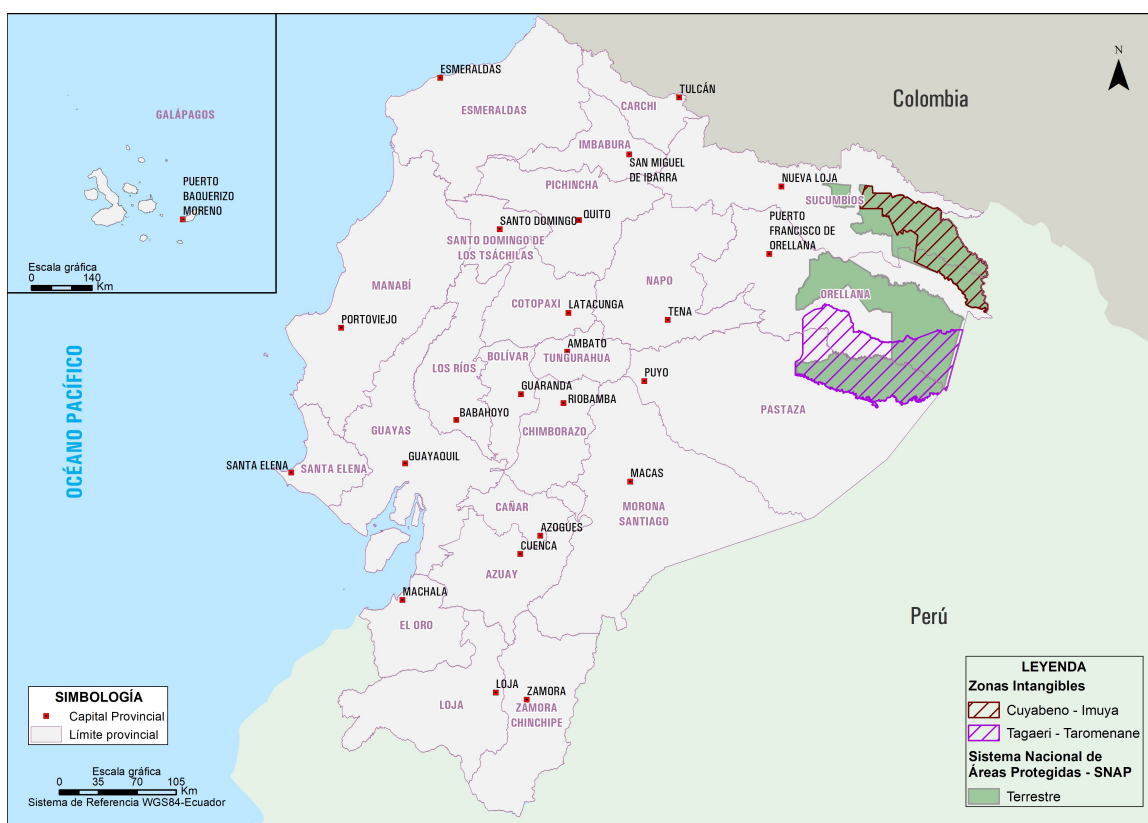 GALÁPAGOS
PUERTO
BAQUERIZO
MORENO
Escala gráfica
0 140
Km
N
Colombia
Perú
OCÉANO PACÍFICO
ESMERALDAS
ESMERALDAS
TULCÁN
CARCHI
IMBABURA
SAN MIGUEL
DE IBARRA
PICHINCHA
NUEVA LOJA
SUCUMBÍOS
QUITO
SANTO DOMINGO
SANTO DOMINGO DE
LOS TSÁCHILAS
PUERTO
FRANCISCO DE
ORELLANA
MANABÍ
NAPO
ORELLANA
COTOPAXI
LATACUNGA
TENA
PORTOVIEJO
AMBATO
BOLÍVAR
TUNGURAHUA
LOS RÍOS
PUYO
GUARANDA
RIOBAMBA
PASTAZA
BABAHOYO
GUAYAS
CHIMBORAZO
GUAYAQUIL
SANTA ELENA
SANTA ELENA
MACAS
MORONA
SANTIAGO
CAÑAR
AZOGUES
CUENCA
AZUAY
MACHALA
EL ORO
LOJA
LOJA
ZAMORA
ZAMORA
CHINCHIPE
SIMBOLOGÍA
Capital Provincial
Límite provincial
Escala gráfica
0 35 70 105
Km
Sistema de Referencia WGS84-Ecuador
LEYENDA
Zonas Intangibles
Cuyabeno - Imuya
Tagaeri - Taromenane
Sistema Nacional de
Áreas Protegidas - SNAP
Terrestre